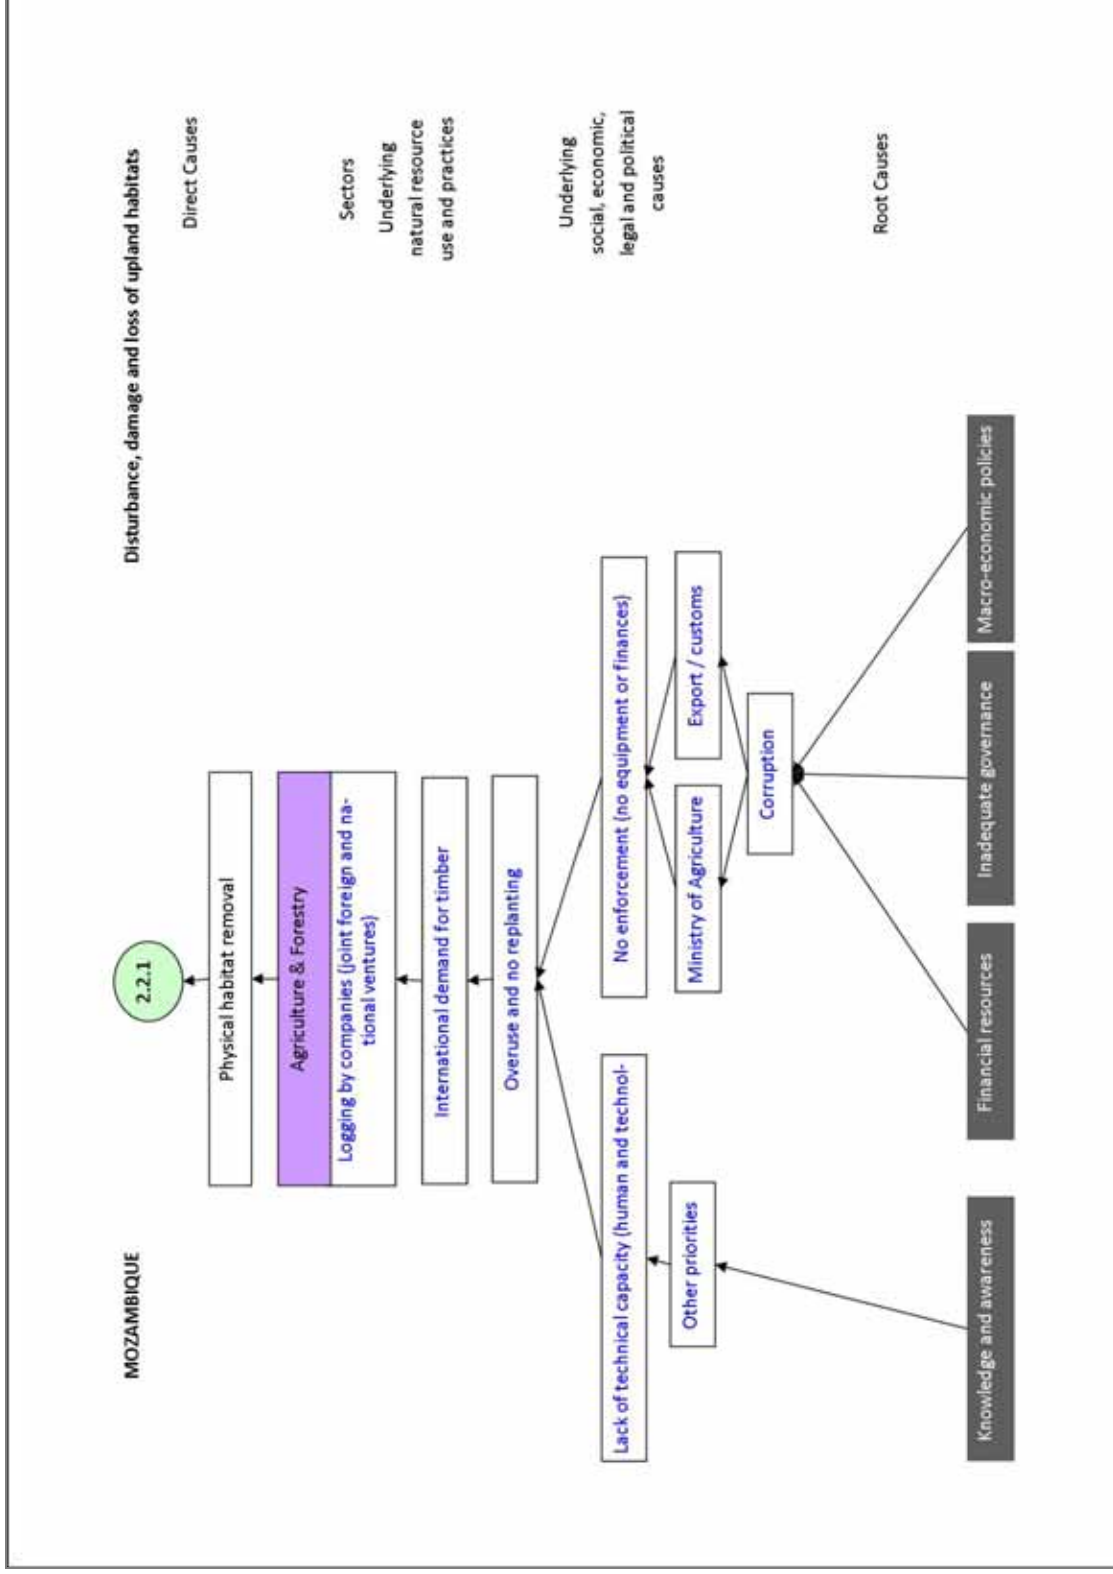 MOZAMBIQUE
Disturbance, damage and loss of upland habitats
2.2.1
Direct Causes
Physical habitat removal
Sectors
Agriculture & Forestry
Logging by companies (joint foreign and na-
tional ventures)
Underlying
natural resource
use and practices
International demand for timber
Overuse and no replanting
Underlying
social, economic,
legal and political
causes
Lack of technical capacity (human and technol-
No enforcement (no equipment or finances)
Other priorities
Ministry of Agriculture
Export / customs
Corruption
Root Causes
Knowledge and awareness
Financial resources
Inadequate governance
Macro-economic policies